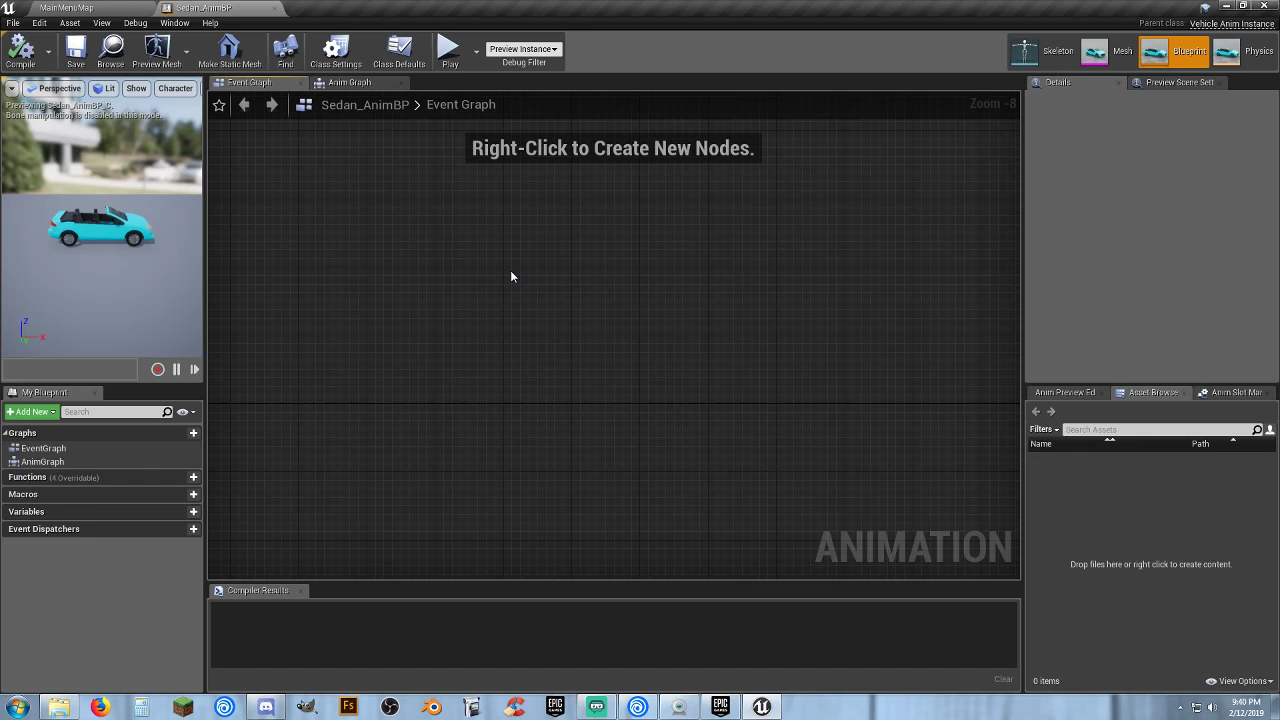 MainMenuMap
Sedan_AnimBP
File Edit Asset View Debug Window Help
Parent class: Vehicle Anim Instance
Compile
Save
Browse
Preview Mesh
Make Static Mesh
Find
Class Settings
Class Defaults
Play
Preview Instance
Debug Filter
Skeleton
Mesh
Blueprint
Physics
Perspective
Lit
Show
Character
Previewing Sedan_AnimBP_C.
Bone manipulation is disabled in this mode.
Z
X
Event Graph
Anim Graph
Sedan_AnimBP > Event Graph
Zoom -8
Right-Click to Create New Nodes.
ANIMATION
Details
Preview Scene Sett
My Blueprint
+Add New
Search
Graphs
EventGraph
AnimGraph
Functions (4 Overridable)
Macros
Variables
Event Dispatchers
Compiler Results
Clear
Anim Preview Ed
Asset Browse
Anim Slot Mar
Filters
Search Assets
Name
Path
Drop files here or right click to create content.
0 items
View Options
Fs
EPIC GAMES
EPIC GAMES
9:40 PM
2/12/2019